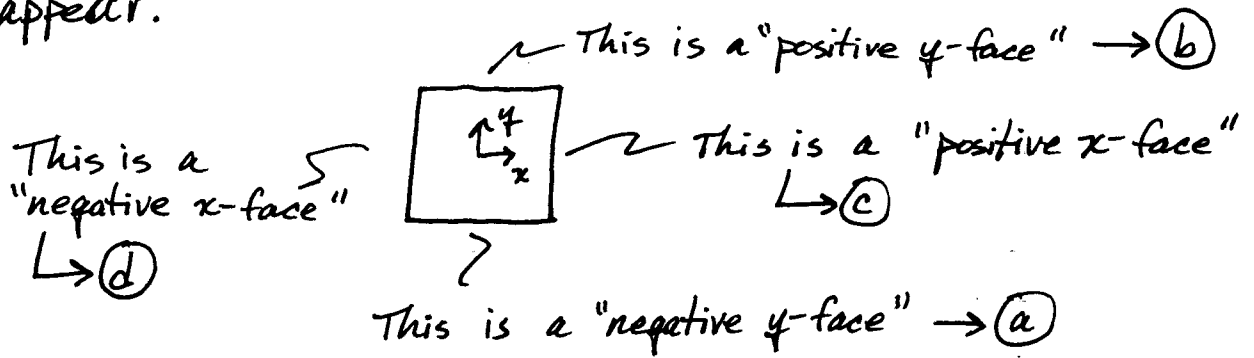 appear.
This is a "positive y-face" → b
y
x
This is a
"negative x-face"
↳ d
This is a "positive x-face"
↳ c
This is a "negative y-face" → a